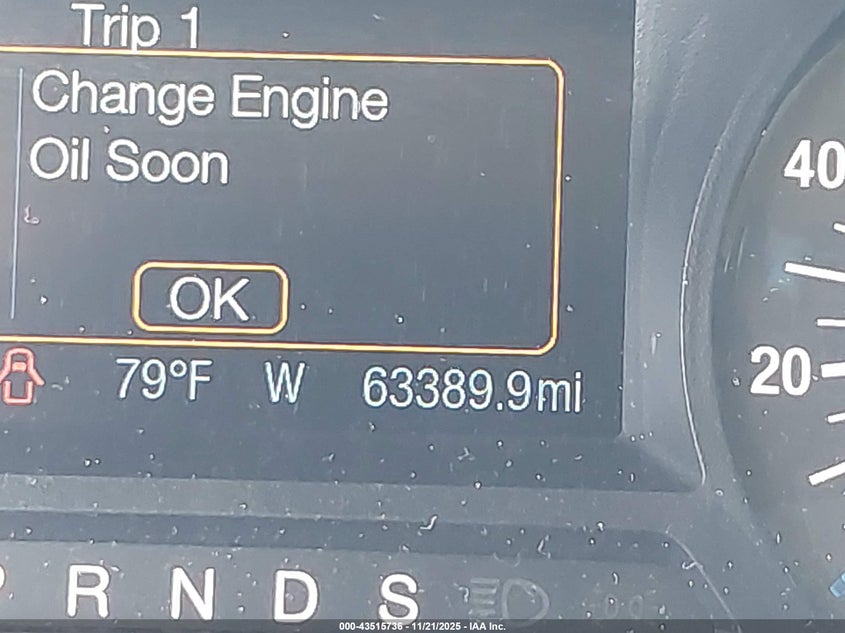 Trip 1
Change Engine
Oil Soon
OK
79°F W 63389.9mi
40
20
R N D S
000-43515736 - 11/21/2025 - IAA Inc.